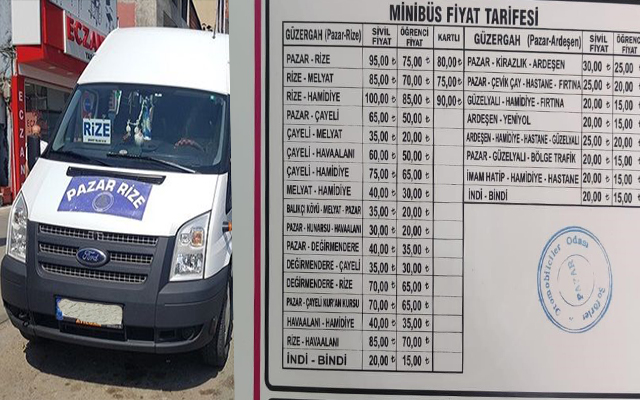 ECZANE
RİZE
PAZAR RIZE
Ford
MİNİBÜS FİYAT TARİFESİ
GÜZERGAH (Pazar-Rize) SİVİL FİYAT ÖĞRENCİ FİYAT KARTLI
PAZAR - RİZE 95,00 ₺ 75,00 ₺ 80,00 ₺
RİZE - MELYAT 85,00 ₺ 70,00 ₺ 75,00 ₺
RİZE - HAMİDİYE 100,00 ₺ 85,00 ₺ 90,00 ₺
PAZAR - ÇAYELİ 65,00 ₺ 50,00 ₺
ÇAYELİ - MELYAT 35,00 ₺ 20,00 ₺
ÇAYELİ - HAVAALANI 60,00 ₺ 50,00 ₺
ÇAYELİ - HAMİDİYE 75,00 ₺ 65,00 ₺
MELYAT - HAMİDİYE 40,00 ₺ 30,00 ₺
BALIKÇI KÖYÜ - MELYAT - PAZAR 35,00 ₺ 20,00 ₺
PAZAR - HUNARSU - HAVAALANI 30,00 ₺ 20,00 ₺
PAZAR - DEĞİRMENDERE 40,00 ₺ 35,00 ₺
DEĞİRMENDERE - ÇAYELİ 35,00 ₺ 30,00 ₺
DEĞİRMENDERE - RİZE 70,00 ₺ 65,00 ₺
PAZAR - ÇAYELİ KUR'AN KURSU 70,00 ₺ 65,00 ₺
HAVAALANI - HAMİDİYE 40,00 ₺ 35,00 ₺
RİZE - HAVAALANI 85,00 ₺ 70,00 ₺
İNDİ - BİNDİ 20,00 ₺ 15,00 ₺
GÜZERGAH (Pazar-Ardeşen) SİVİL FİYAT ÖĞRENCİ FİYAT
PAZAR - KİRAZLIK - ARDEŞEN 30,00 ₺ 25,00 ₺
PAZAR - ÇEVİK ÇAY - HASTANE - FIRTINA 25,00 ₺ 20,00 ₺
GÜZELYALI - HAMİDİYE - FIRTINA 20,00 ₺ 15,00 ₺
ARDEŞEN - YENİYOL 20,00 ₺ 15,00 ₺
ARDEŞEN - HAMİDİYE - HASTANE - GÜZELYALI 25,00 ₺ 20,00 ₺
PAZAR - GÜZELYALI - BÖLGE TRAFİK 20,00 ₺ 15,00 ₺
İMAM HATİP - HAMİDİYE - HASTANE 20,00 ₺ 15,00 ₺
İNDİ - BİNDİ 20,00 ₺ 15,00 ₺
Şoförler
Otomobilciler Odası
PAZAR